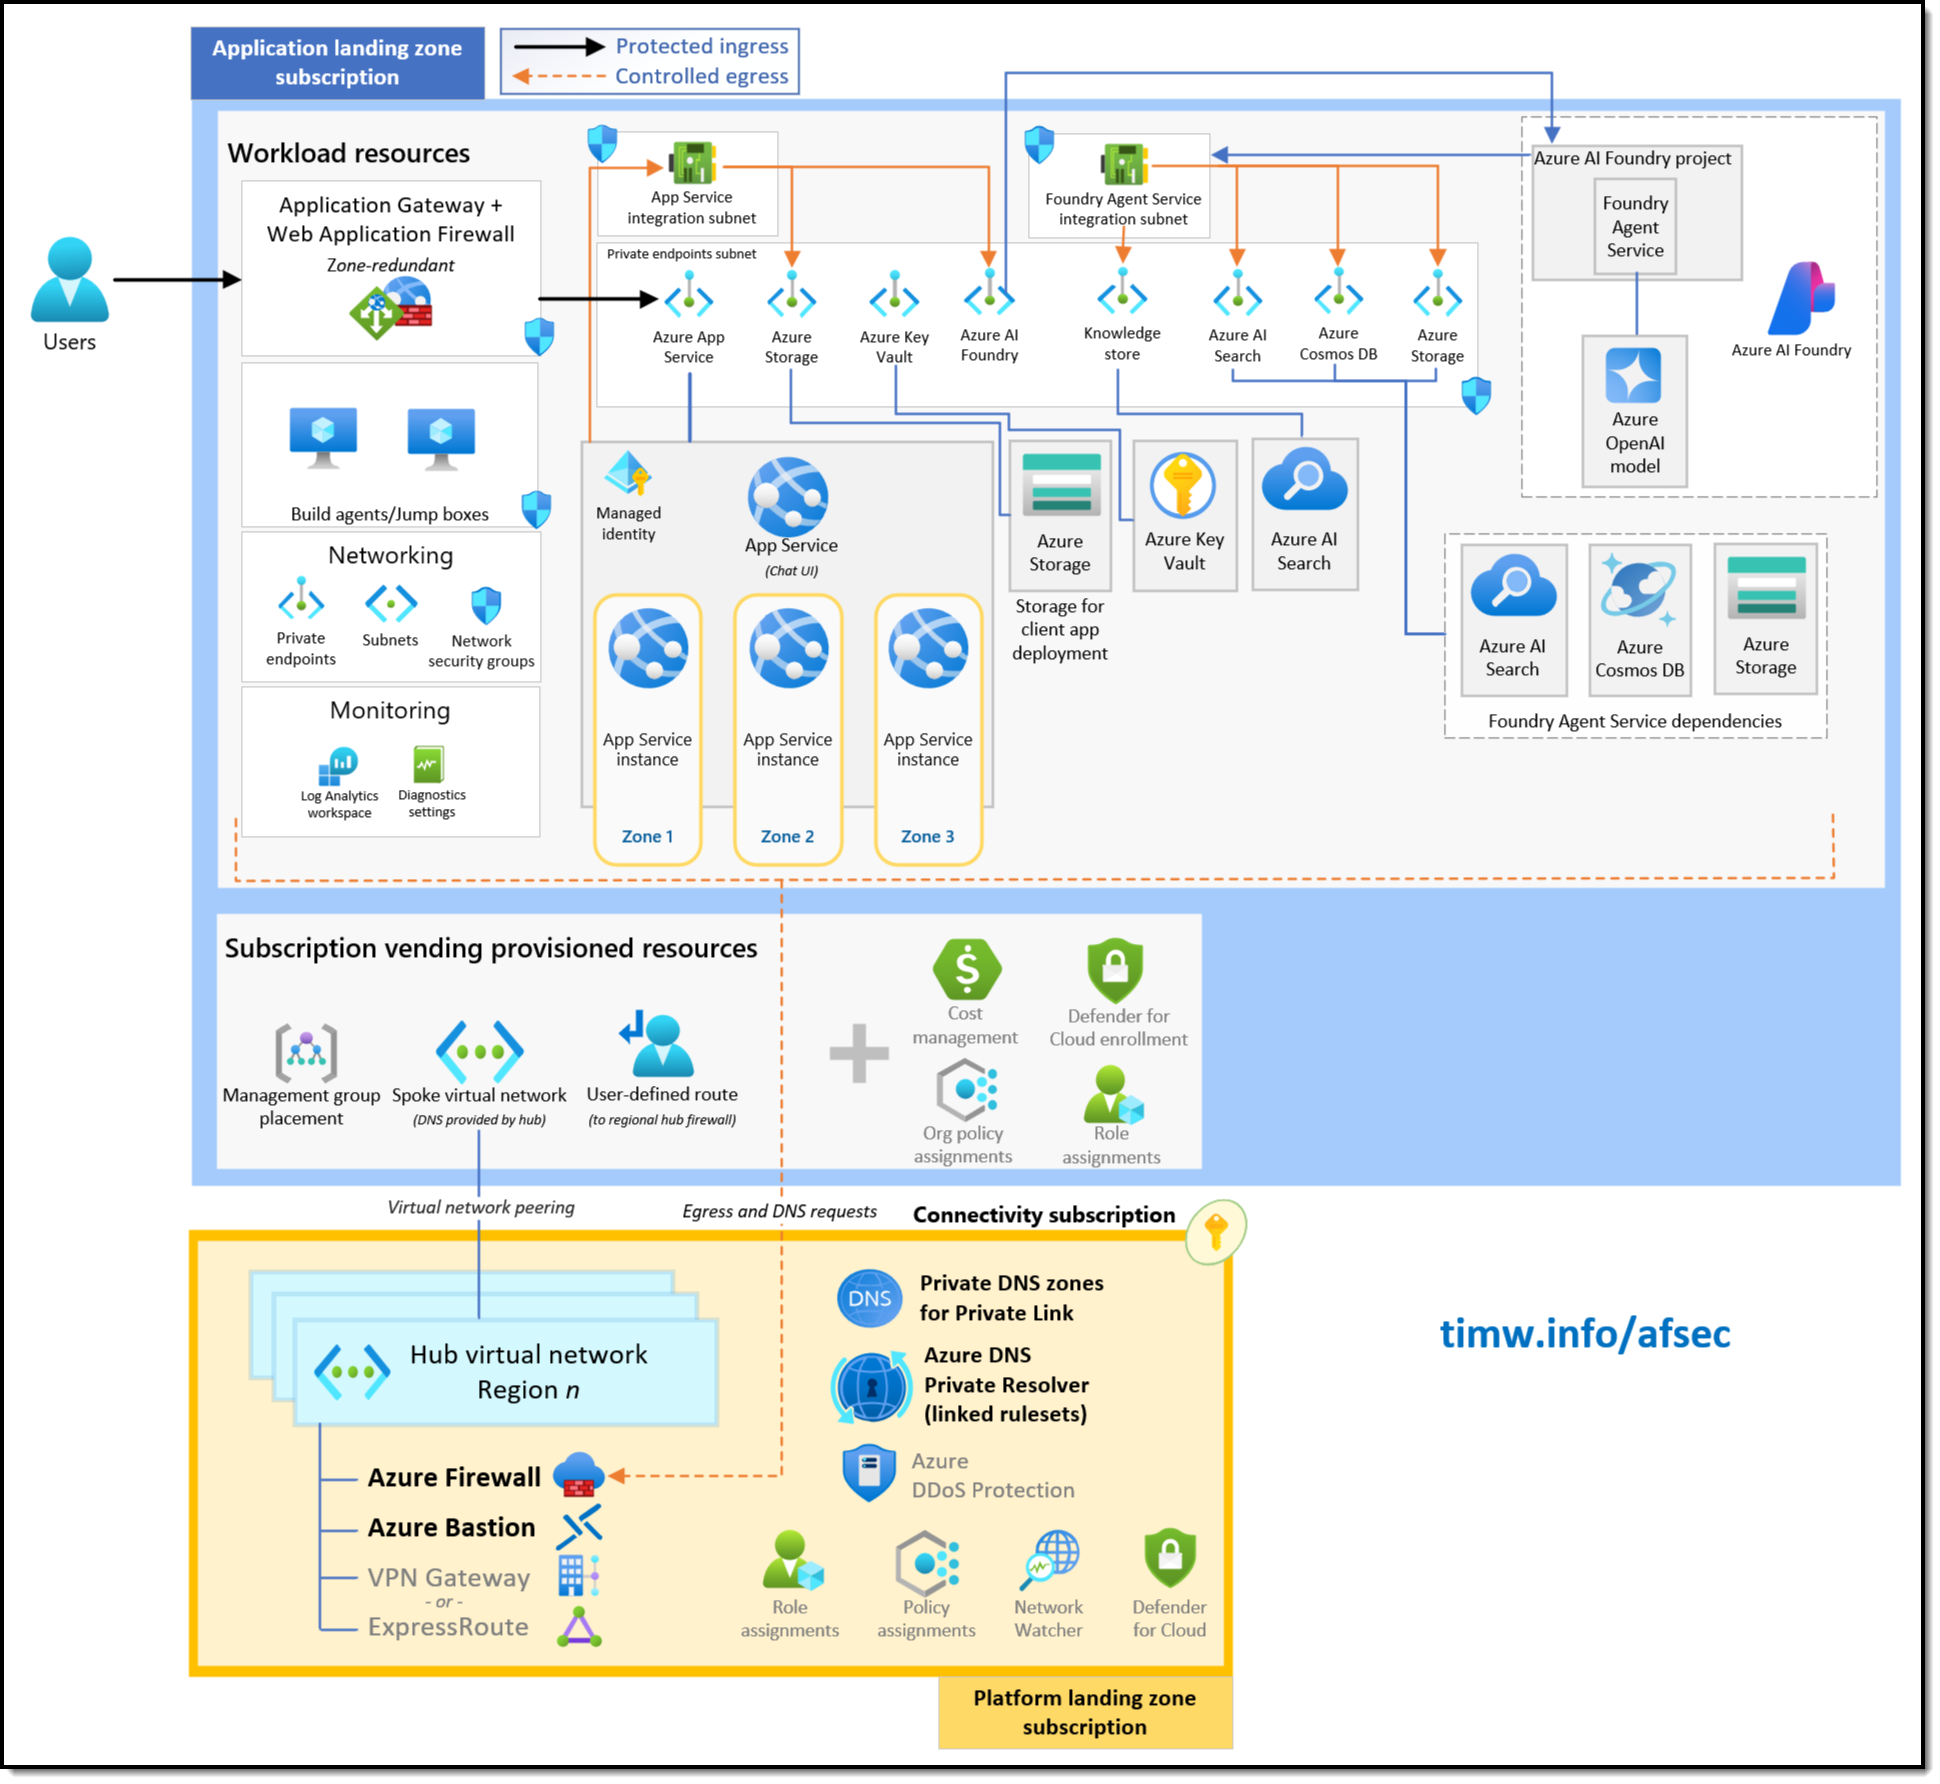 Application landing zone
subscription
Protected ingress
Controlled egress
Workload resources
Application Gateway +
Web Application Firewall
Zone-redundant
Users
Build agents/Jump boxes
Networking
Private
endpoints
Subnets
Network
security groups
Monitoring
Log Analytics
workspace
Diagnostics
settings
App Service
integration subnet
Foundry Agent Service
integration subnet
Private endpoints subnet
Azure App
Service
Azure
Storage
Azure Key
Vault
Azure AI
Foundry
Knowledge
store
Azure AI
Search
Azure
Cosmos DB
Azure
Storage
Azure AI Foundry project
Foundry
Agent
Service
Azure AI Foundry
Azure
OpenAI
model
Managed
identity
App Service
(Chat UI)
App Service
instance
Zone 1
App Service
instance
Zone 2
App Service
instance
Zone 3
Azure
Storage
Storage for
client app
deployment
Azure Key
Vault
Azure AI
Search
Azure AI
Search
Azure
Cosmos DB
Azure
Storage
Foundry Agent Service dependencies
Subscription vending provisioned resources
Management group
placement
Spoke virtual network
(DNS provided by hub)
User-defined route
(to regional hub firewall)
Cost
management
Defender for
Cloud enrollment
Org policy
assignments
Role
assignments
Virtual network peering
Egress and DNS requests
Connectivity subscription
Hub virtual network
Region n
Azure Firewall
Azure Bastion
VPN Gateway
- or -
ExpressRoute
DNS
Private DNS zones
for Private Link
Azure DNS
Private Resolver
(linked rulesets)
Azure
DDoS Protection
Role
assignments
Policy
assignments
Network
Watcher
Defender
for Cloud
Platform landing zone
subscription
timw.info/afsec